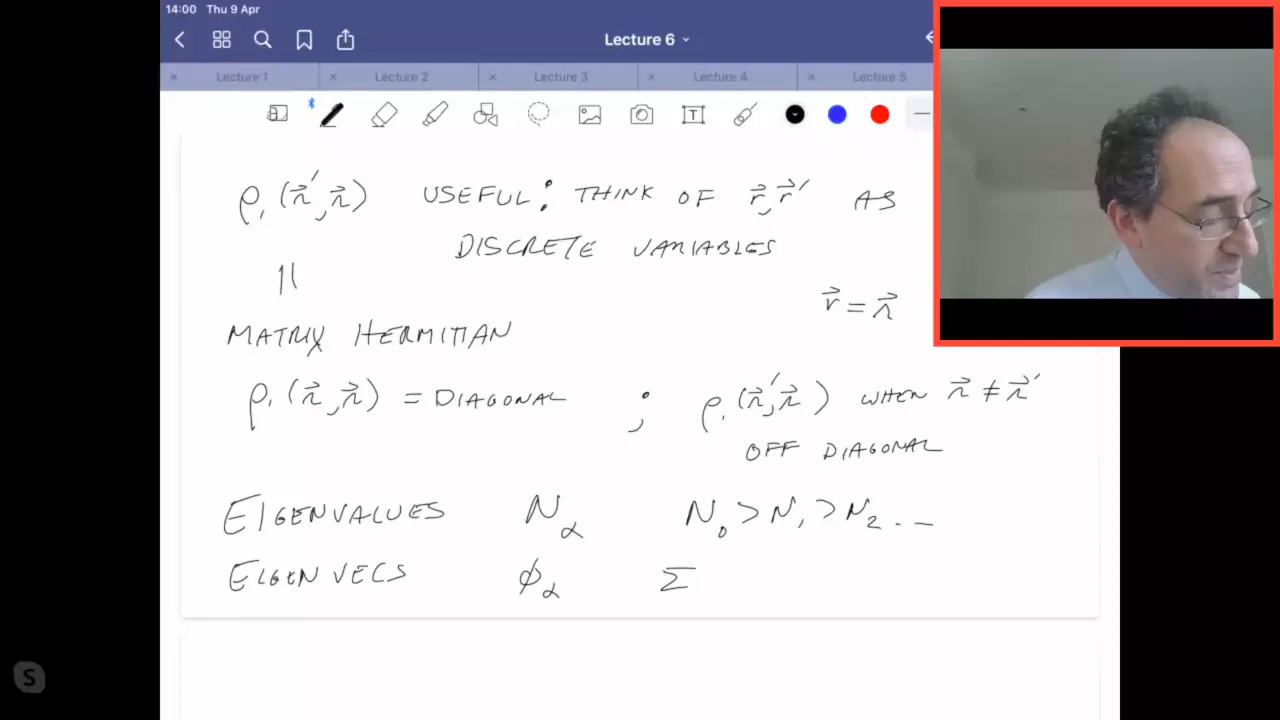 14:00 Thu 9 Apr
Lecture 6
Lecture 1
Lecture 2
Lecture 3
Lecture 4
Lecture 5
ρ₁(r⃗′, r⃗) USEFUL: THINK OF r⃗, r⃗′ AS
DISCRETE VARIABLES
||
r⃗ = r⃗
MATRIX HERMITIAN
ρ₁(r⃗, r⃗) = DIAGONAL ; ρ₁(r⃗′, r⃗) WHEN r⃗ ≠ r⃗′
OFF DIAGONAL
EIGENVALUES N_α N₀ > N₁ > N₂ . . –
EIGENVECS ϕ_α Σ
S